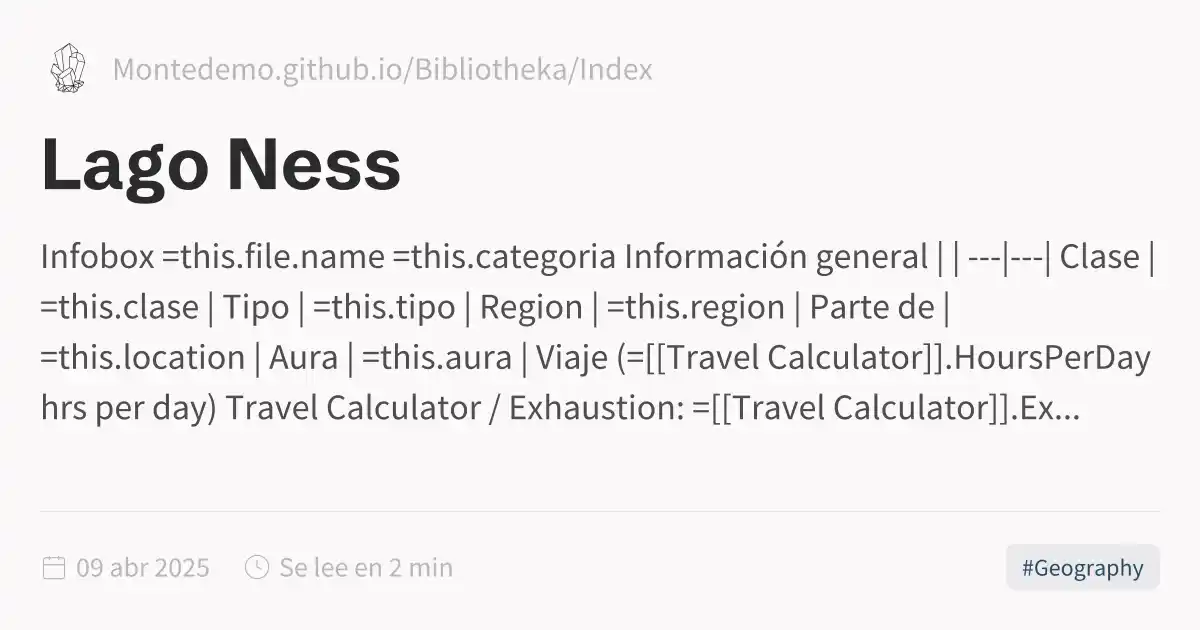 Montedemo.github.io/Bibliotheka/Index
Lago Ness
Infobox =this.file.name =this.categoria Información general | | ---|---| Clase |
=this.clase | Tipo | =this.tipo | Region | =this.region | Parte de |
=this.location | Aura | =this.aura | Viaje (=[[Travel Calculator]].HoursPerDay
hrs per day) Travel Calculator / Exhaustion: =[[Travel Calculator]].Ex...
09 abr 2025 Se lee en 2 min #Geography